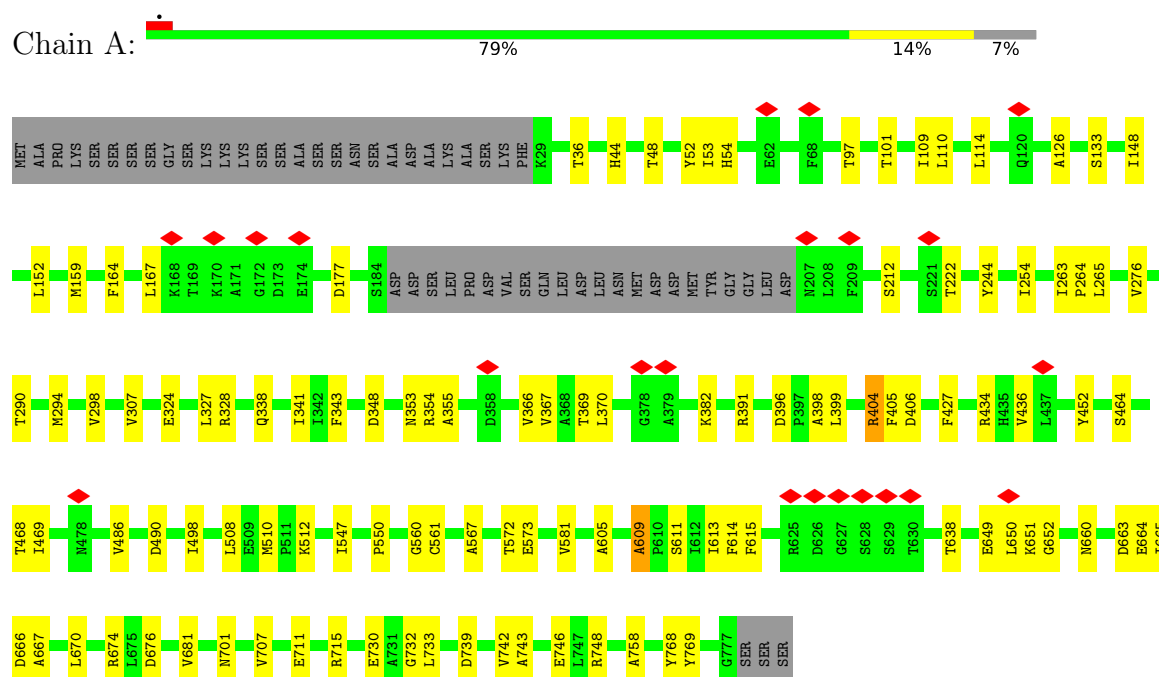 Chain A:
79% 14% 7%
MET ALA PRO LYS SER SER SER SER GLY SER LYS LYS LYS SER SER ALA SER SER ASN SER ALA ASP ALA LYS ALA SER LYS PHE K29 T36 H44 T48 Y52 I53 H54 E62 F68 T97 T101 I109 L110 L114 Q120 A126 S133 I148
L152 M159 F164 L167 K168 T169 K170 A171 G172 D173 E174 D177 S184 ASP ASP SER LEU PRO ASP VAL SER GLN LEU ASP LEU ASN MET ASP ASP MET TYR GLY GLY LEU ASP N207 L208 F209 S212 S221 T222 Y244 I254 I263 P264 L265 V276
T290 M294 V298 V307 E324 L327 R328 Q338 I341 I342 F343 D348 N353 R354 A355 D358 V366 V367 A368 T369 L370 G378 A379 K382 R391 D396 P397 A398 L399 R404 F405 D406 F427 R434 H435 V436 L437 Y452 S464
T468 I469 N478 V486 D490 I498 L508 E509 M510 P511 K512 I547 P550 G560 C561 A567 T572 E573 V581 A605 A609 P610 S611 I612 I613 F614 F615 R625 D626 G627 S628 S629 T630 T638 E649 L650 K651 G652 N660 D663 E664 I665
D666 A667 L670 R674 L675 D676 V681 N701 V707 E711 R715 E730 A731 G732 L733 D739 V742 A743 E746 L747 R748 A758 Y768 Y769 G777 SER SER SER